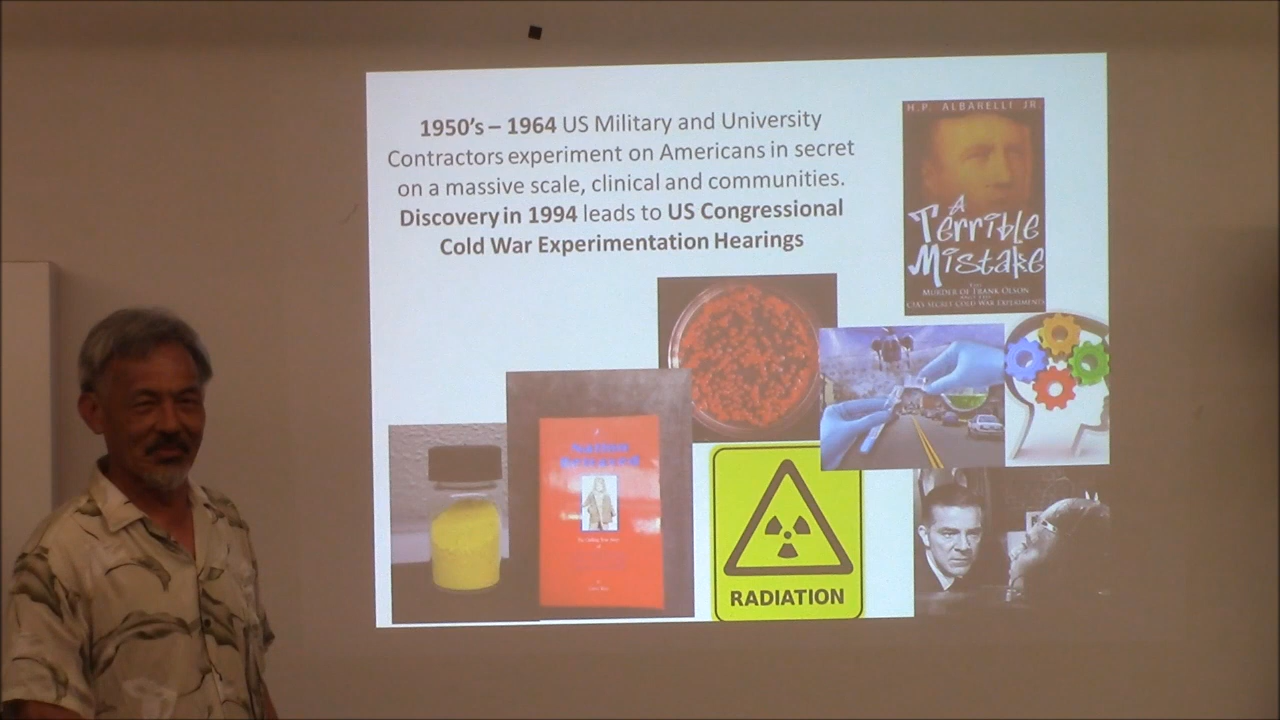 1950's – 1964 US Military and University
Contractors experiment on Americans in secret
on a massive scale, clinical and communities.
Discovery in 1994 leads to US Congressional
Cold War Experimentation Hearings
H.P. ALBARELLI JR.
A
Terrible
Mistake
THE
MURDER OF FRANK OLSON
AND THE
CIA'S SECRET COLD WAR EXPERIMENTS
RADIATION